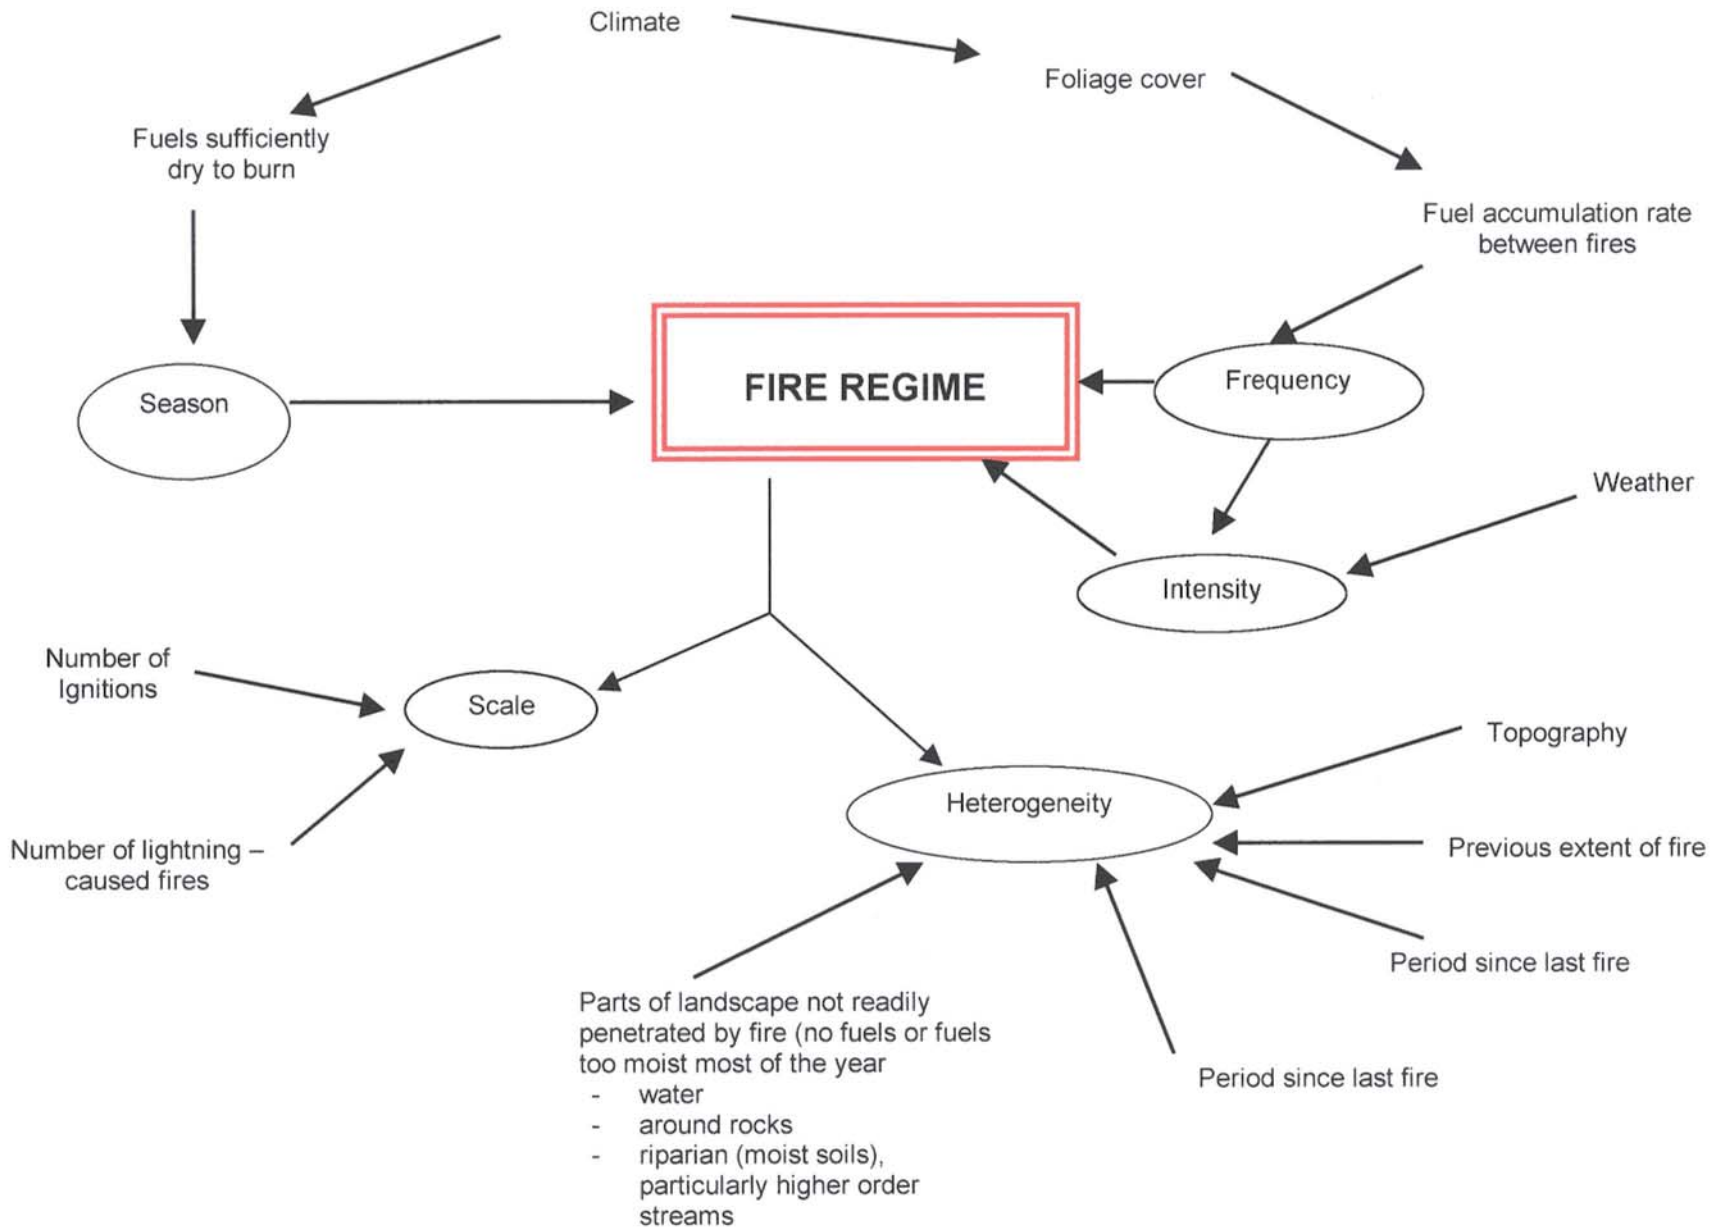 Climate
Foliage cover
Fuels sufficiently
dry to burn
Fuel accumulation rate
between fires
FIRE REGIME
Frequency
Season
Weather
Intensity
Number of
Ignitions
Scale
Topography
Heterogeneity
Number of lightning –
caused fires
Previous extent of fire
Period since last fire
Parts of landscape not readily
penetrated by fire (no fuels or fuels
too moist most of the year
- water
- around rocks
- riparian (moist soils),
particularly higher order
streams
Period since last fire